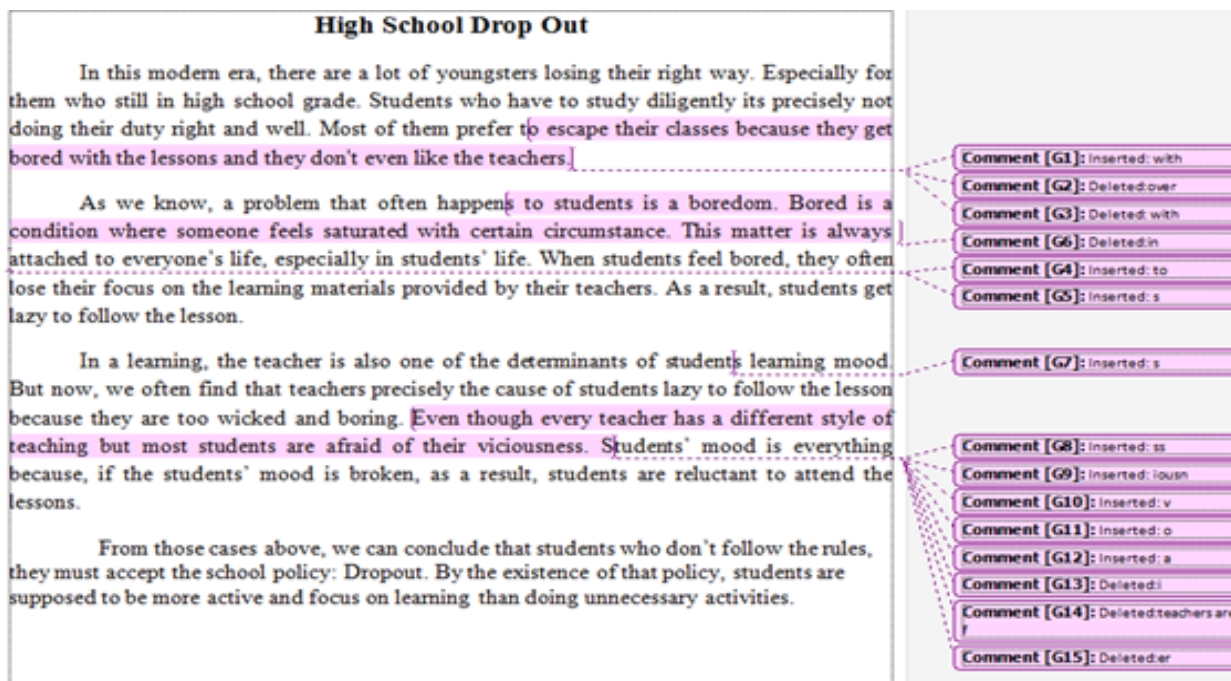 High School Drop Out
In this modern era, there are a lot of youngsters losing their right way. Especially for
them who still in high school grade. Students who have to study diligently its precisely not
doing their duty right and well. Most of them prefer to escape their classes because they get
bored with the lessons and they don't even like the teachers.
As we know, a problem that often happens to students is a boredom. Bored is a
condition where someone feels saturated with certain circumstance. This matter is always
attached to everyone's life, especially in students' life. When students feel bored, they often
lose their focus on the learning materials provided by their teachers. As a result, students get
lazy to follow the lesson.
In a learning, the teacher is also one of the determinants of students learning mood.
But now, we often find that teachers precisely the cause of students lazy to follow the lesson
because they are too wicked and boring. Even though every teacher has a different style of
teaching but most students are afraid of their viciousness. Students' mood is everything
because, if the students' mood is broken, as a result, students are reluctant to attend the
lessons.
From those cases above, we can conclude that students who don't follow the rules,
they must accept the school policy: Dropout. By the existence of that policy, students are
supposed to be more active and focus on learning than doing unnecessary activities.
Comment [G1]: Inserted: with
Comment [G2]: Deleted:over
Comment [G3]: Deleted: with
Comment [G6]: Deleted:in
Comment [G4]: Inserted: to
Comment [G5]: Inserted: s
Comment [G7]: Inserted: s
Comment [G8]: Inserted: ss
Comment [G9]: Inserted: iousn
Comment [G10]: Inserted: v
Comment [G11]: Inserted: o
Comment [G12]: Inserted: a
Comment [G13]: Deleted:i
Comment [G14]: Deleted:teachers are
f
Comment [G15]: Deleted:er